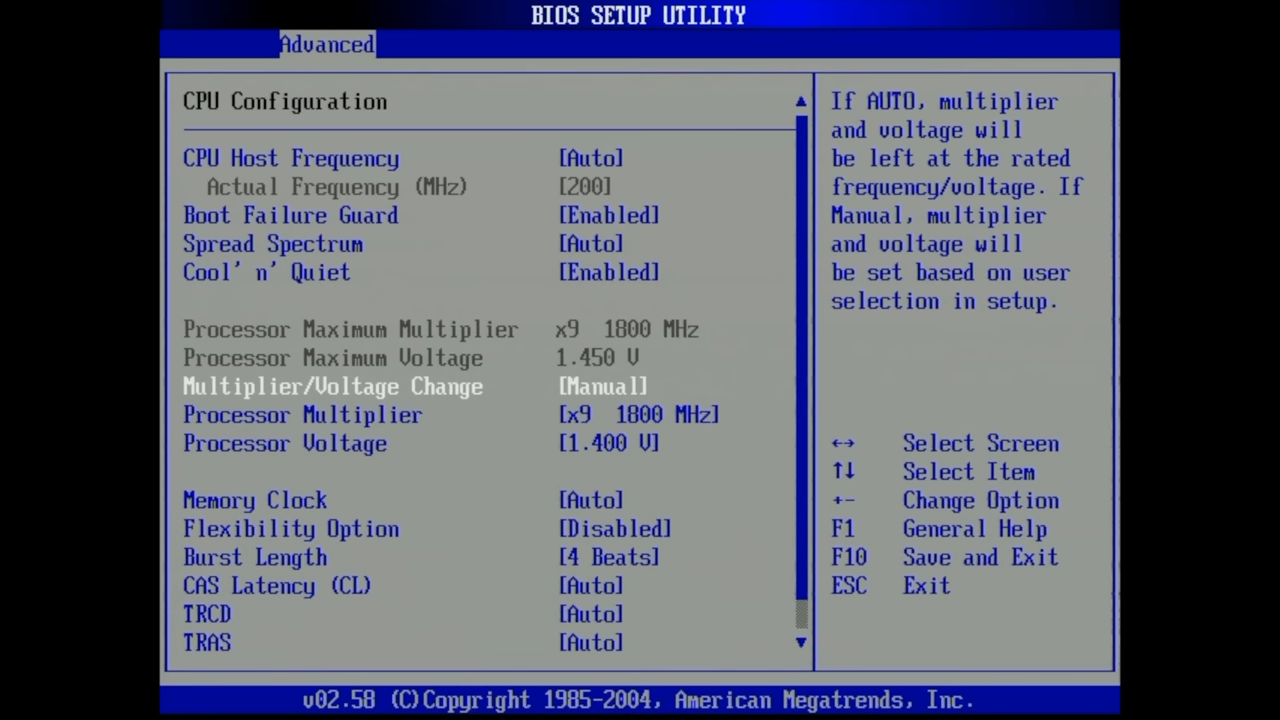 BIOS SETUP UTILITY
Advanced
CPU Configuration
CPU Host Frequency [Auto]
Actual Frequency (MHz) [200]
Boot Failure Guard [Enabled]
Spread Spectrum [Auto]
Cool' n' Quiet [Enabled]
Processor Maximum Multiplier x9 1800 MHz
Processor Maximum Voltage 1.450 V
Multiplier/Voltage Change [Manual]
Processor Multiplier [x9 1800 MHz]
Processor Voltage [1.400 V]
Memory Clock [Auto]
Flexibility Option [Disabled]
Burst Length [4 Beats]
CAS Latency (CL) [Auto]
TRCD [Auto]
TRAS [Auto]
If AUTO, multiplier
and voltage will
be left at the rated
frequency/voltage. If
Manual, multiplier
and voltage will
be set based on user
selection in setup.
↔ Select Screen
↑↓ Select Item
+- Change Option
F1 General Help
F10 Save and Exit
ESC Exit
v02.58 (C)Copyright 1985-2004, American Megatrends, Inc.